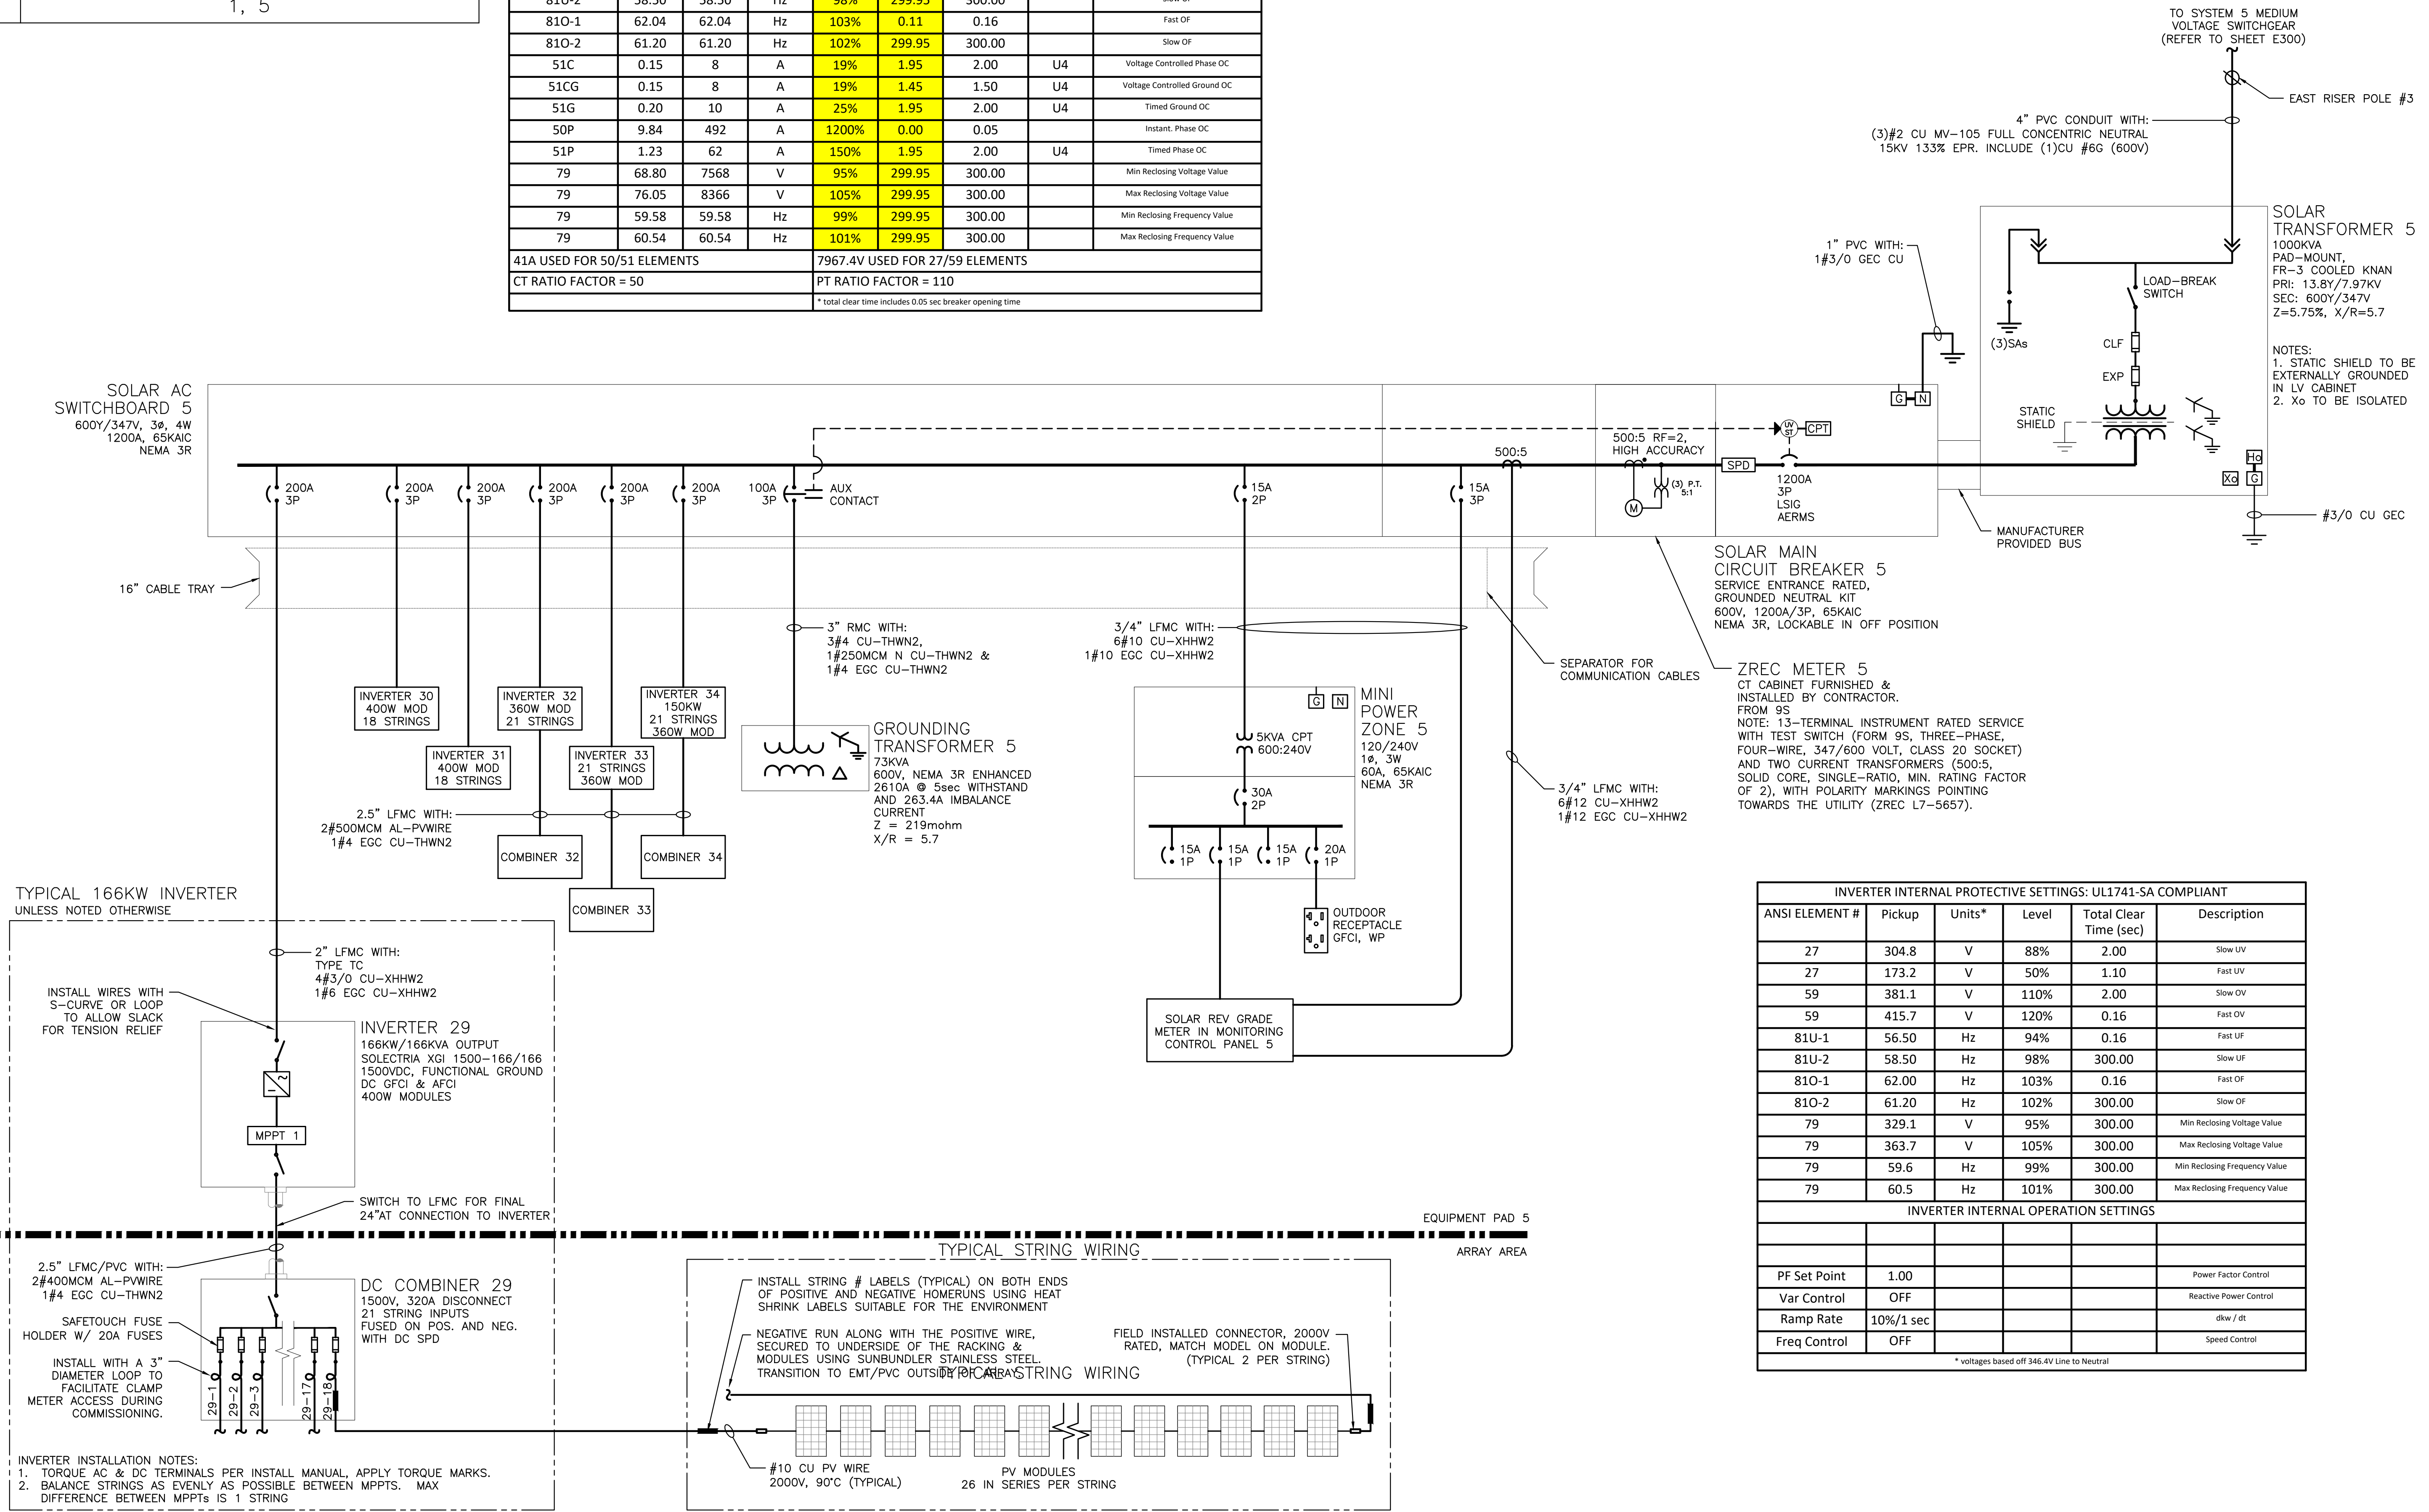 1, 5
81U-2 58.50 58.50 Hz 98% 299.95 300.00 Slow UF
81O-1 62.04 62.04 Hz 103% 0.11 0.16 Fast OF
81O-2 61.20 61.20 Hz 102% 299.95 300.00 Slow OF
51C 0.15 8 A 19% 1.95 2.00 U4 Voltage Controlled Phase OC
51CG 0.15 8 A 19% 1.45 1.50 U4 Voltage Controlled Ground OC
51G 0.20 10 A 25% 1.95 2.00 U4 Timed Ground OC
50P 9.84 492 A 1200% 0.00 0.05 Instant. Phase OC
51P 1.23 62 A 150% 1.95 2.00 U4 Timed Phase OC
79 68.80 7568 V 95% 299.95 300.00 Min Reclosing Voltage Value
79 76.05 8366 V 105% 299.95 300.00 Max Reclosing Voltage Value
79 59.58 59.58 Hz 99% 299.95 300.00 Min Reclosing Frequency Value
79 60.54 60.54 Hz 101% 299.95 300.00 Max Reclosing Frequency Value
41A USED FOR 50/51 ELEMENTS 7967.4V USED FOR 27/59 ELEMENTS
CT RATIO FACTOR = 50 PT RATIO FACTOR = 110
* total clear time includes 0.05 sec breaker opening time
TO SYSTEM 5 MEDIUM
VOLTAGE SWITCHGEAR
(REFER TO SHEET E300)
EAST RISER POLE #3
4" PVC CONDUIT WITH:
(3)#2 CU MV-105 FULL CONCENTRIC NEUTRAL
15KV 133% EPR. INCLUDE (1)CU #6G (600V)
1" PVC WITH:
1#3/0 GEC CU
SOLAR
TRANSFORMER 5
1000KVA
PAD-MOUNT,
FR-3 COOLED KNAN
PRI: 13.8Y/7.97KV
SEC: 600Y/347V
Z=5.75%, X/R=5.7
NOTES:
1. STATIC SHIELD TO BE
EXTERNALLY GROUNDED
IN LV CABINET
2. Xo TO BE ISOLATED
LOAD-BREAK
SWITCH
(3)SAs
CLF
EXP
STATIC
SHIELD
Ho
Xo G
#3/0 CU GEC
MANUFACTURER
PROVIDED BUS
SOLAR AC
SWITCHBOARD 5
600Y/347V, 3ø, 4W
1200A, 65KAIC
NEMA 3R
200A
3P
200A
3P
200A
3P
200A
3P
200A
3P
200A
3P
100A
3P
AUX
CONTACT
15A
2P
15A
3P
500:5
500:5 RF=2,
HIGH ACCURACY
(3) P.T.
5:1
M
SPD
UV
ST
CPT
G N
1200A
3P
LSIG
AERMS
SOLAR MAIN
CIRCUIT BREAKER 5
SERVICE ENTRANCE RATED,
GROUNDED NEUTRAL KIT
600V, 1200A/3P, 65KAIC
NEMA 3R, LOCKABLE IN OFF POSITION
16" CABLE TRAY
3" RMC WITH:
3#4 CU-THWN2,
1#250MCM N CU-THWN2 &
1#4 EGC CU-THWN2
3/4" LFMC WITH:
6#10 CU-XHHW2
1#10 EGC CU-XHHW2
SEPARATOR FOR
COMMUNICATION CABLES
ZREC METER 5
CT CABINET FURNISHED &
INSTALLED BY CONTRACTOR.
FROM 9S
NOTE: 13-TERMINAL INSTRUMENT RATED SERVICE
WITH TEST SWITCH (FORM 9S, THREE-PHASE,
FOUR-WIRE, 347/600 VOLT, CLASS 20 SOCKET)
AND TWO CURRENT TRANSFORMERS (500:5,
SOLID CORE, SINGLE-RATIO, MIN. RATING FACTOR
OF 2), WITH POLARITY MARKINGS POINTING
TOWARDS THE UTILITY (ZREC L7-5657).
INVERTER 30
400W MOD
18 STRINGS
INVERTER 31
400W MOD
18 STRINGS
INVERTER 32
360W MOD
21 STRINGS
INVERTER 33
21 STRINGS
360W MOD
INVERTER 34
150KW
21 STRINGS
360W MOD
2.5" LFMC WITH:
2#500MCM AL-PVWIRE
1#4 EGC CU-THWN2
COMBINER 32
COMBINER 33
COMBINER 34
GROUNDING
TRANSFORMER 5
73KVA
600V, NEMA 3R ENHANCED
2610A @ 5sec WITHSTAND
AND 263.4A IMBALANCE
CURRENT
Z = 219mohm
X/R = 5.7
G N
MINI
POWER
ZONE 5
120/240V
1ø, 3W
60A, 65KAIC
NEMA 3R
5KVA CPT
600:240V
30A
2P
15A
1P
15A
1P
15A
1P
20A
1P
OUTDOOR
RECEPTACLE
GFCI, WP
3/4" LFMC WITH:
6#12 CU-XHHW2
1#12 EGC CU-XHHW2
SOLAR REV GRADE
METER IN MONITORING
CONTROL PANEL 5
TYPICAL 166KW INVERTER
UNLESS NOTED OTHERWISE
2" LFMC WITH:
TYPE TC
4#3/0 CU-XHHW2
1#6 EGC CU-XHHW2
INSTALL WIRES WITH
S-CURVE OR LOOP
TO ALLOW SLACK
FOR TENSION RELIEF
INVERTER 29
166KW/166KVA OUTPUT
SOLECTRIA XGI 1500-166/166
1500VDC, FUNCTIONAL GROUND
DC GFCI & AFCI
400W MODULES
MPPT 1
SWITCH TO LFMC FOR FINAL
24"AT CONNECTION TO INVERTER
EQUIPMENT PAD 5
ARRAY AREA
2.5" LFMC/PVC WITH:
2#400MCM AL-PVWIRE
1#4 EGC CU-THWN2
SAFETOUCH FUSE
HOLDER W/ 20A FUSES
INSTALL WITH A 3"
DIAMETER LOOP TO
FACILITATE CLAMP
METER ACCESS DURING
COMMISSIONING.
DC COMBINER 29
1500V, 320A DISCONNECT
21 STRING INPUTS
FUSED ON POS. AND NEG.
WITH DC SPD
29-1
29-2
29-3
29-17
29-18
INVERTER INSTALLATION NOTES:
1. TORQUE AC & DC TERMINALS PER INSTALL MANUAL, APPLY TORQUE MARKS.
2. BALANCE STRINGS AS EVENLY AS POSSIBLE BETWEEN MPPTS. MAX
DIFFERENCE BETWEEN MPPTs IS 1 STRING
TYPICAL STRING WIRING
INSTALL STRING # LABELS (TYPICAL) ON BOTH ENDS
OF POSITIVE AND NEGATIVE HOMERUNS USING HEAT
SHRINK LABELS SUITABLE FOR THE ENVIRONMENT
NEGATIVE RUN ALONG WITH THE POSITIVE WIRE,
SECURED TO UNDERSIDE OF THE RACKING &
MODULES USING SUNBUNDLER STAINLESS STEEL.
TRANSITION TO EMT/PVC OUTSIDE OF ARRAY.
TYPICAL STRING WIRING
FIELD INSTALLED CONNECTOR, 2000V
RATED, MATCH MODEL ON MODULE.
(TYPICAL 2 PER STRING)
#10 CU PV WIRE
2000V, 90°C (TYPICAL)
PV MODULES
26 IN SERIES PER STRING
INVERTER INTERNAL PROTECTIVE SETTINGS: UL1741-SA COMPLIANT
ANSI ELEMENT # Pickup Units* Level Total Clear Time (sec) Description
27 304.8 V 88% 2.00 Slow UV
27 173.2 V 50% 1.10 Fast UV
59 381.1 V 110% 2.00 Slow OV
59 415.7 V 120% 0.16 Fast OV
81U-1 56.50 Hz 94% 0.16 Fast UF
81U-2 58.50 Hz 98% 300.00 Slow UF
81O-1 62.00 Hz 103% 0.16 Fast OF
81O-2 61.20 Hz 102% 300.00 Slow OF
79 329.1 V 95% 300.00 Min Reclosing Voltage Value
79 363.7 V 105% 300.00 Max Reclosing Voltage Value
79 59.6 Hz 99% 300.00 Min Reclosing Frequency Value
79 60.5 Hz 101% 300.00 Max Reclosing Frequency Value
INVERTER INTERNAL OPERATION SETTINGS
PF Set Point 1.00 Power Factor Control
Var Control OFF Reactive Power Control
Ramp Rate 10%/1 sec dkw / dt
Freq Control OFF Speed Control
* voltages based off 346.4V Line to Neutral